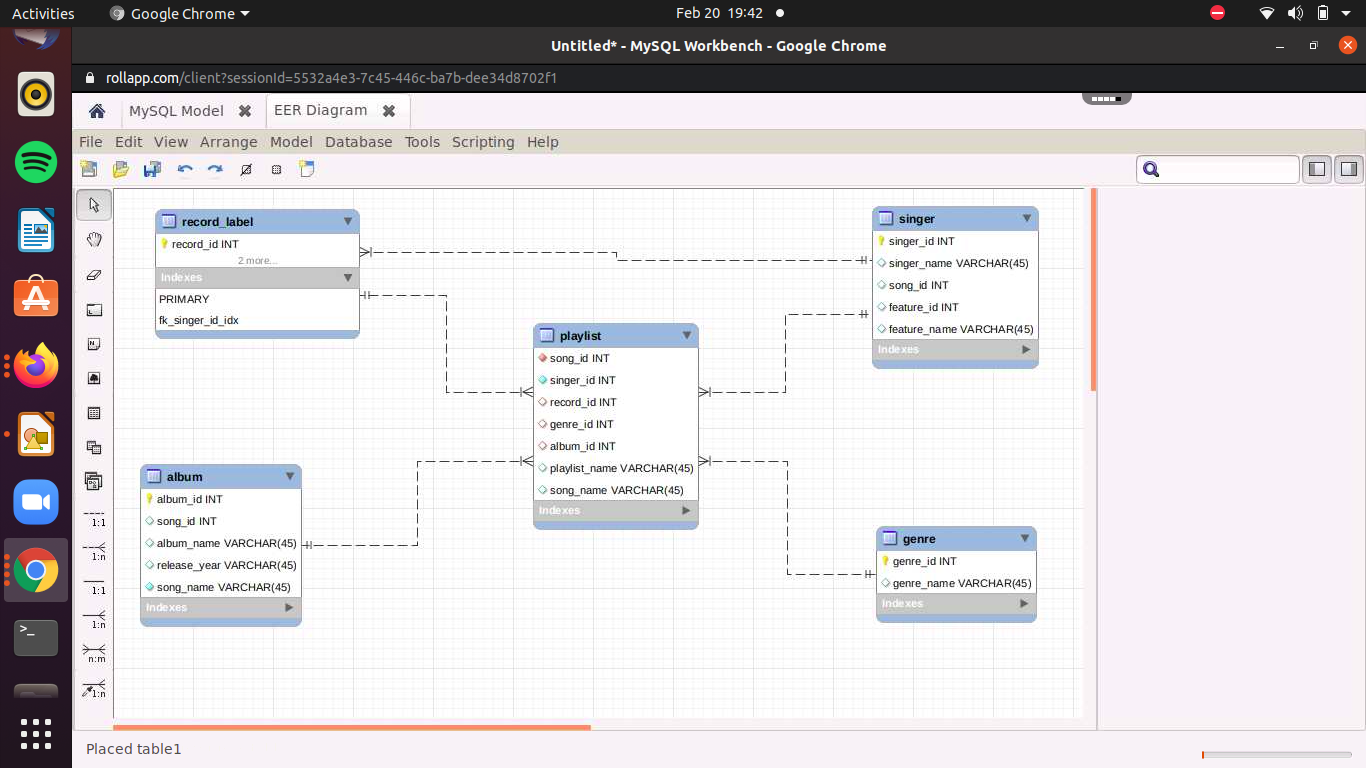 Activities
Google Chrome
Feb 20 19:42
Untitled* - MySQL Workbench - Google Chrome
rollapp.com/client?sessionId=5532a4e3-7c45-446c-ba7b-dee34d8702f1
MySQL Model
EER Diagram
File Edit View Arrange Model Database Tools Scripting Help
record_label
record_id INT
2 more...
Indexes
PRIMARY
fk_singer_id_idx
singer
singer_id INT
singer_name VARCHAR(45)
song_id INT
feature_id INT
feature_name VARCHAR(45)
Indexes
playlist
song_id INT
singer_id INT
record_id INT
genre_id INT
album_id INT
playlist_name VARCHAR(45)
song_name VARCHAR(45)
Indexes
album
album_id INT
song_id INT
album_name VARCHAR(45)
release_year VARCHAR(45)
song_name VARCHAR(45)
Indexes
genre
genre_id INT
genre_name VARCHAR(45)
Indexes
1:1
1:n
1:1
1:n
n:m
1:n
>_
Placed table1